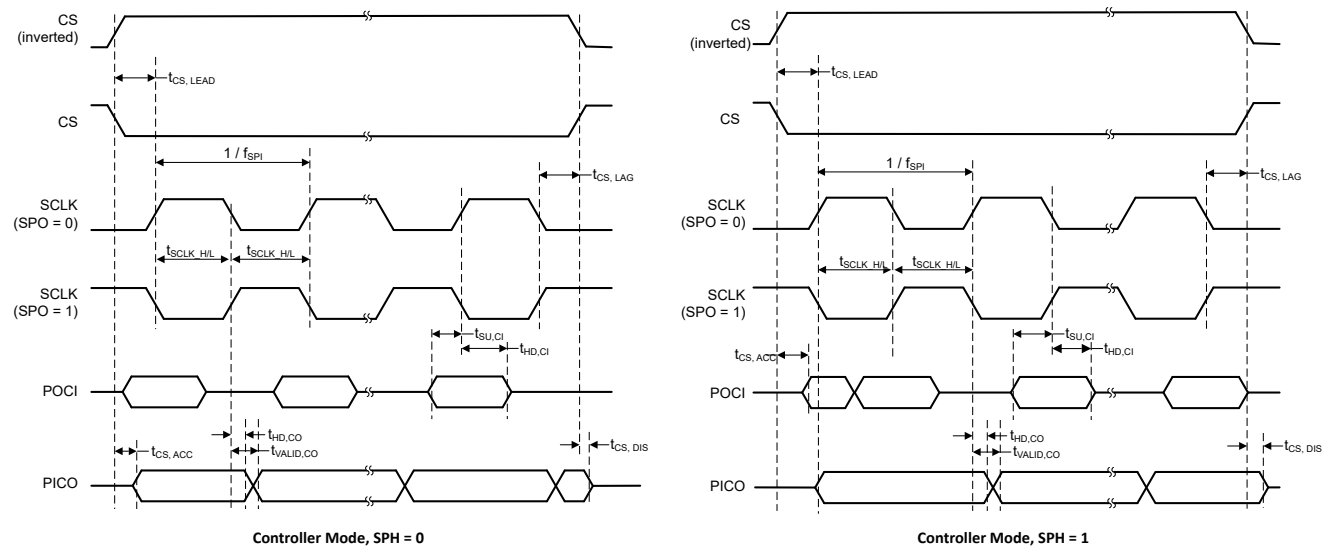 CS
(inverted)
tCS, LEAD
CS
1 / fSPI
tCS, LAG
SCLK
(SPO = 0)
tSCLK_H/L tSCLK_H/L
SCLK
(SPO = 1)
tSU,CI
tHD,CI
POCI
tHD,CO
tCS, ACC
tVALID,CO
tCS, DIS
PICO
Controller Mode, SPH = 0
CS
(inverted)
tCS, LEAD
CS
1 / fSPI
tCS, LAG
SCLK
(SPO = 0)
tSCLK_H/L tSCLK_H/L
SCLK
(SPO = 1)
tSU,CI
tCS, ACC
tHD,CI
POCI
tHD,CO
tVALID,CO
tCS, DIS
PICO
Controller Mode, SPH = 1